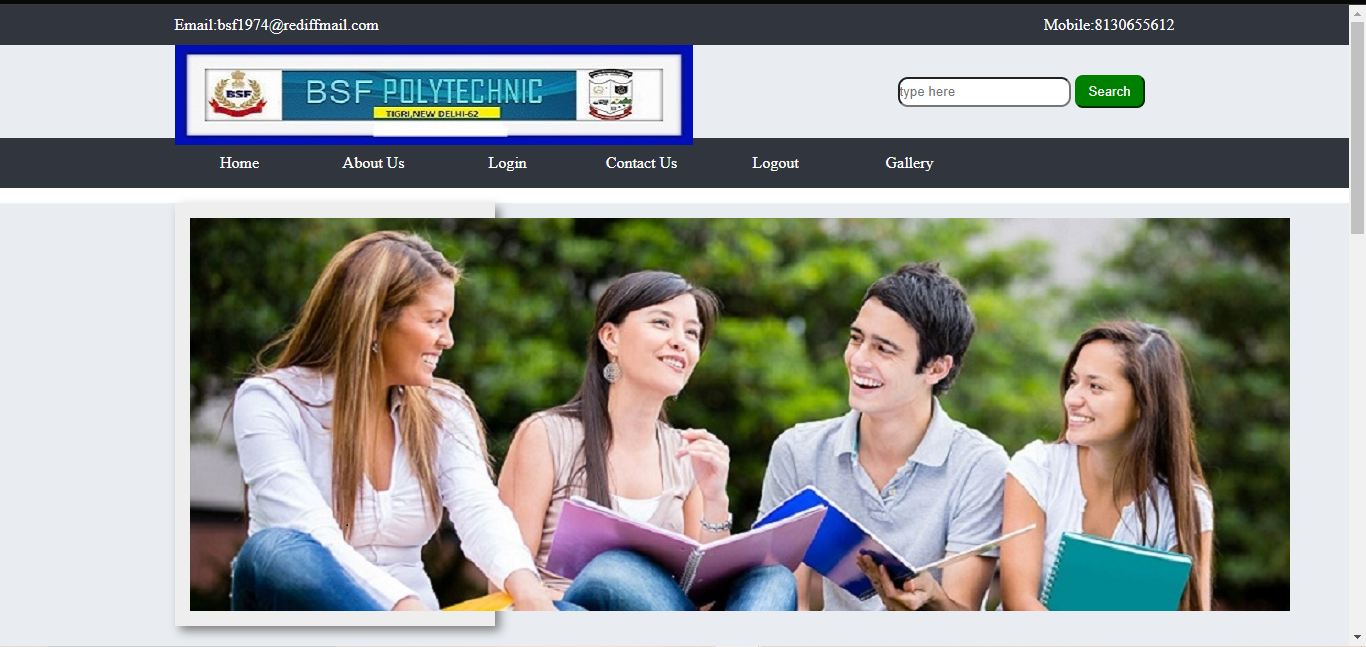 Email:bsf1974@rediffmail.com Mobile:8130655612
BSF BSF POLYTECHNIC
TIGRI,NEW DELHI-62
type here Search
Home About Us Login Contact Us Logout Gallery